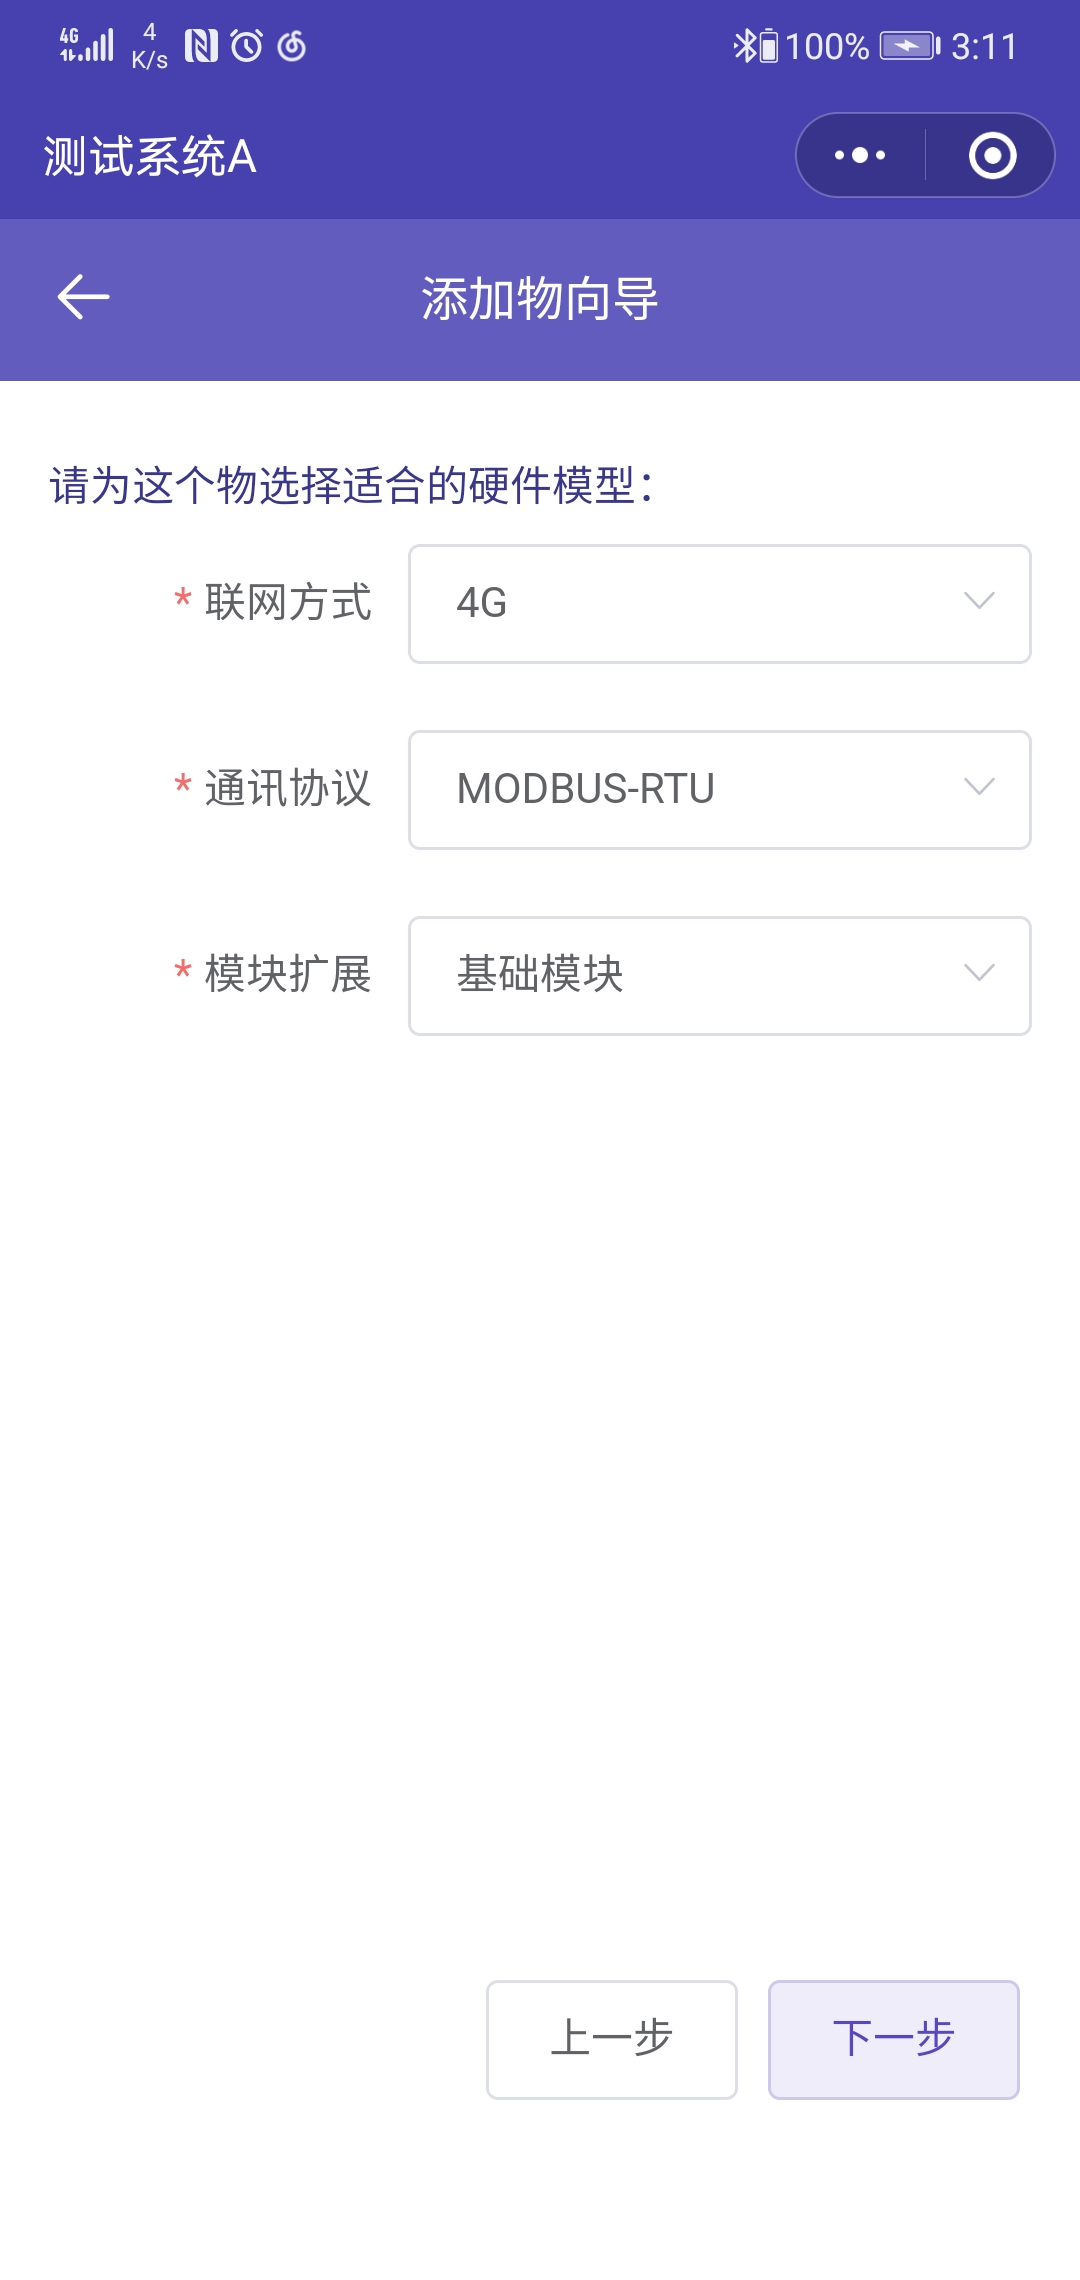 4G 4 K/s 100% 3:11
测试系统A
添加物向导
请为这个物选择适合的硬件模型：
* 联网方式 4G
* 通讯协议 MODBUS-RTU
* 模块扩展 基础模块
上一步 下一步